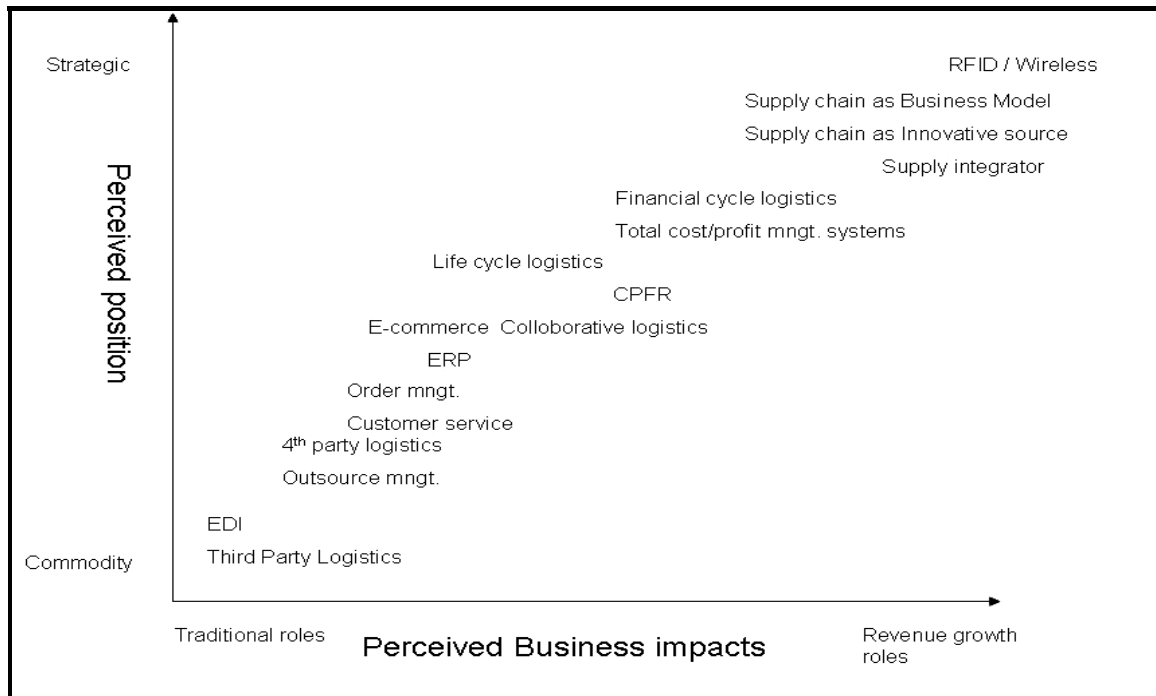 Strategic
RFID / Wireless
Supply chain as Business Model
Supply chain as Innovative source
Supply integrator
Financial cycle logistics
Total cost/profit mngt. systems
Life cycle logistics
CPFR
E-commerce Colloborative logistics
ERP
Order mngt.
Customer service
4th party logistics
Outsource mngt.
EDI
Commodity
Third Party Logistics
Perceived position
Traditional roles
Perceived Business impacts
Revenue growth
roles